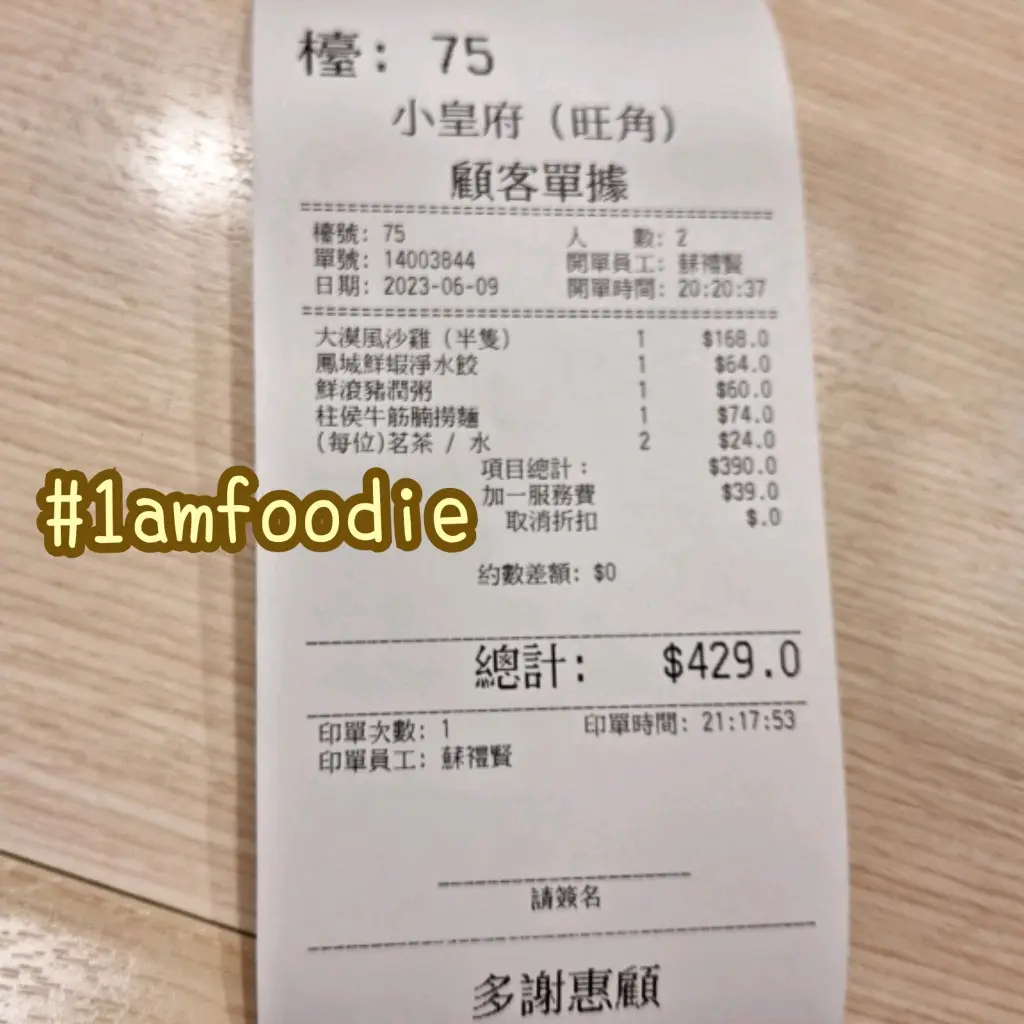 檯: 75
小皇府 (旺角)
顧客單據
檯號: 75 人 數: 2
單號: 14003844 開單員工: 蘇禮賢
日期: 2023-06-09 開單時間: 20:20:37
大漠風沙雞 (半隻) 1 $168.0
鳳城鮮蝦淨水餃 1 $64.0
鮮滾豬潤粥 1 $60.0
柱侯牛筋腩撈麵 1 $74.0
(每位)茗茶 / 水 2 $24.0
項目總計: $390.0
#1amfoodie
加一服務費 $39.0
取消折扣 $.0
約數差額: $0
總計: $429.0
印單次數: 1 印單時間: 21:17:53
印單員工: 蘇禮賢
請簽名
多謝惠顧